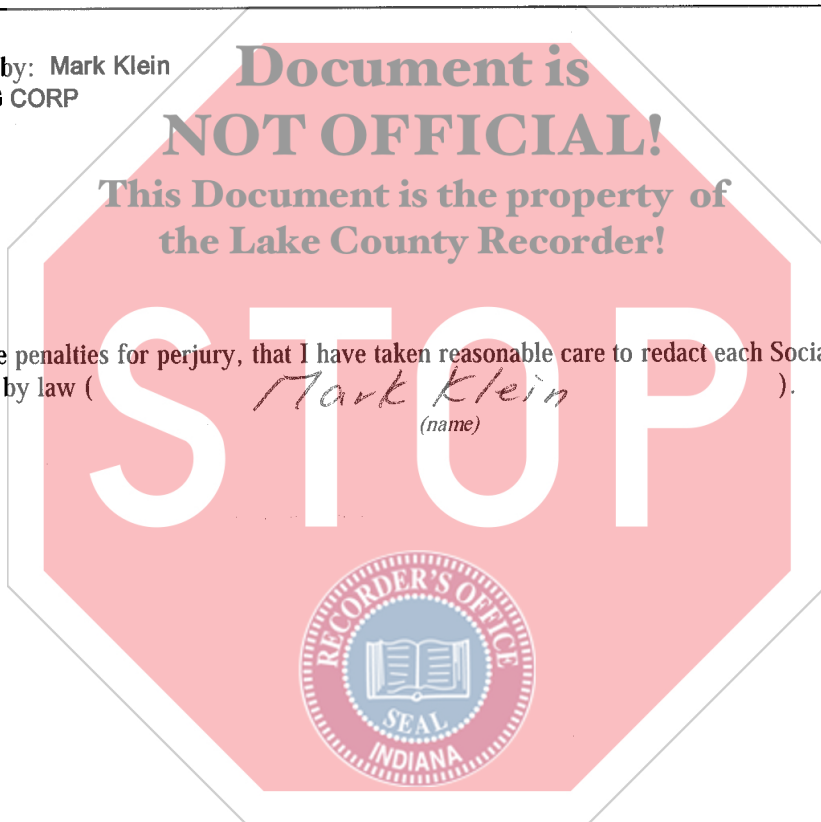 by: Mark Klein
CORP
Document is
NOT OFFICIAL!
This Document is the property of
the Lake County Recorder!
STOP
e penalties for perjury, that I have taken reasonable care to redact each Socia
by law ( Mark Klein ).
(name)
RECORDER'S OFFICE
SEAL
INDIANA